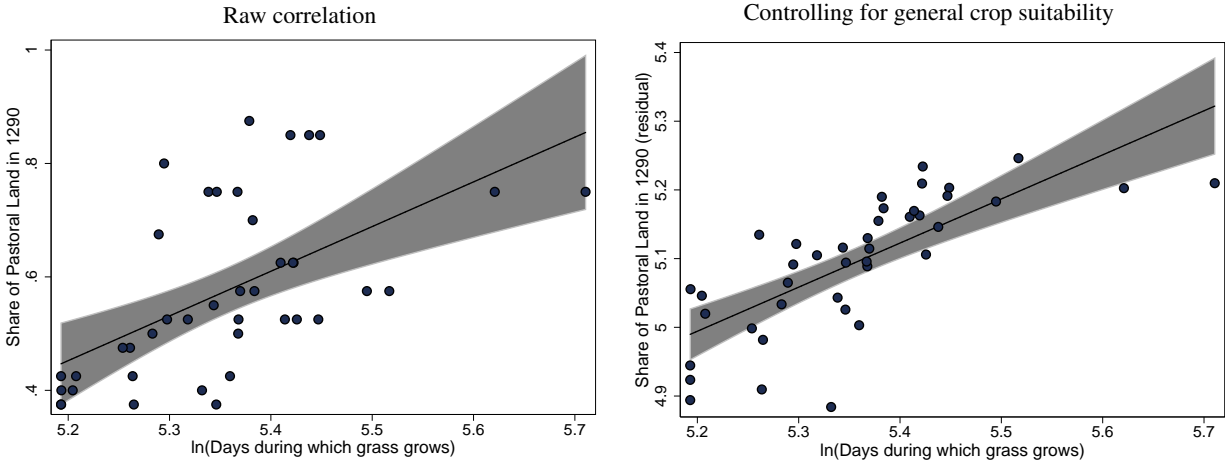 Raw correlation
Share of Pastoral Land in 1290
1
.8
.6
.4
5.2 5.3 5.4 5.5 5.6 5.7
ln(Days during which grass grows)
Controlling for general crop suitability
Share of Pastoral Land in 1290 (residual)
5.4
5.3
5.2
5.1
5
4.9
5.2 5.3 5.4 5.5 5.6 5.7
ln(Days during which grass grows)